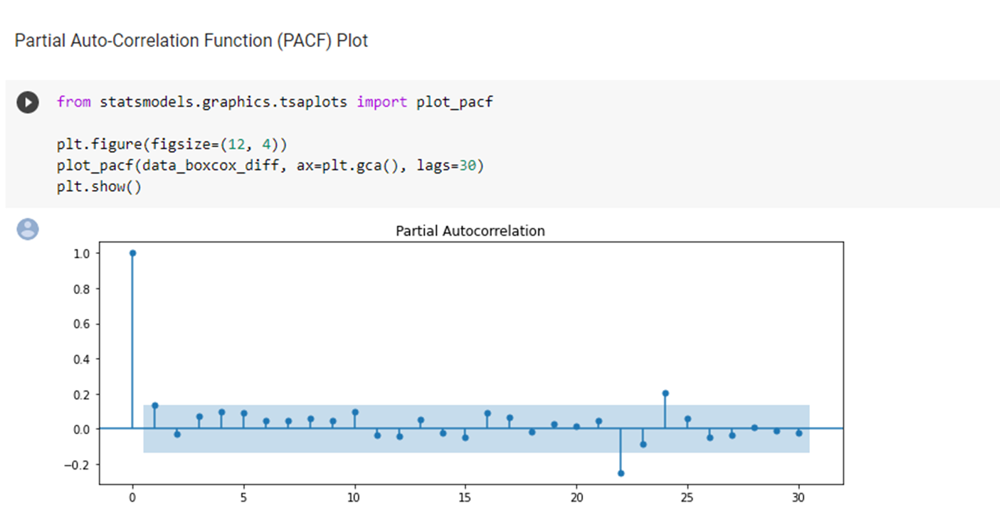 Partial Auto-Correlation Function (PACF) Plot
from statsmodels.graphics.tsaplots import plot_pacf
plt.figure(figsize=(12, 4))
plot_pacf(data_boxcox_diff, ax=plt.gca(), lags=30)
plt.show()
Partial Autocorrelation
1.0
0.8
0.6
0.4
0.2
0.0
−0.2
0 5 10 15 20 25 30